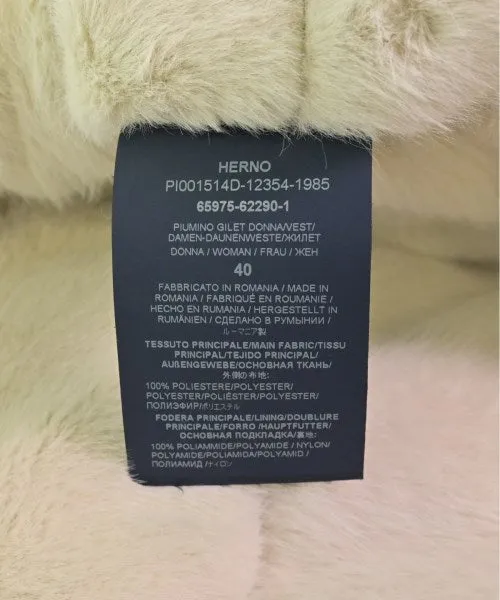 HERNO
PI001514D-12354-1985
65975-62290-1
PIUMINO GILET DONNA/VEST/
DAMEN-DAUNENWESTE/ЖИЛЕТ
DONNA / WOMAN / FRAU / ЖЕН
40
FABBRICATO IN ROMANIA / MADE IN
ROMANIA / FABRIQUÉ EN ROUMANIE /
HECHO EN RUMANIA / HERGESTELLT IN
RUMÄNIEN / СДЕЛАНО В РУМЫНИИ /
ルーマニア製
TESSUTO PRINCIPALE/MAIN FABRIC/TISSU
PRINCIPAL/TEJIDO PRINCIPAL/
AUßENGEWEBE/ОСНОВНАЯ ТКАНЬ/
外側の布地:
100% POLIESTERE/POLYESTER/
POLYESTER/POLIÉSTER/POLYESTER/
ПОЛИЭФИР/ポリエステル
FODERA PRINCIPALE/LINING/DOUBLURE
PRINCIPALE/FORRO/HAUPTFUTTER/
ОСНОВНАЯ ПОДКЛАДКА/裏地:
100% POLIAMMIDE/POLYAMIDE / NYLON/
POLYAMIDE/POLIAMIDA/POLYAMID /
ПОЛИАМИД /ナイロン